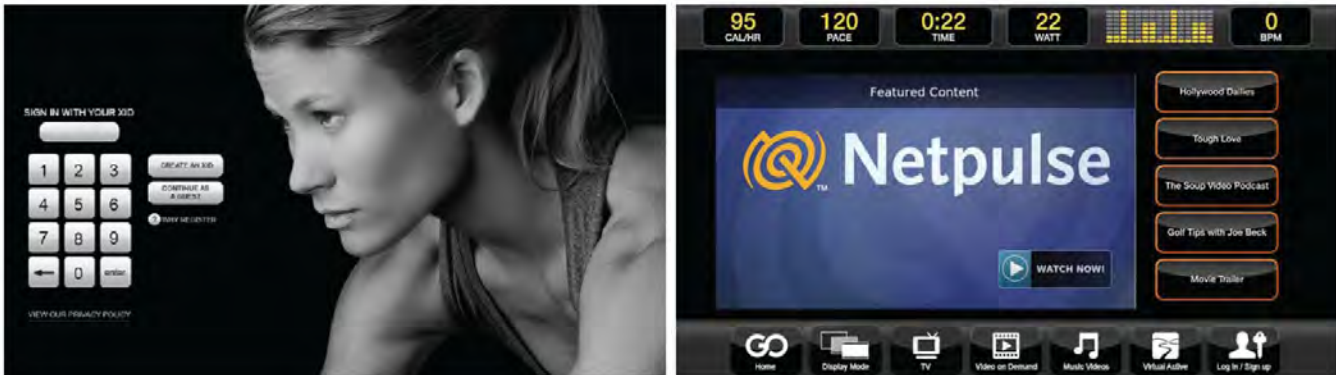 SIGN IN WITH YOUR XID
1 2 3
4 5 6
7 8 9
0 enter
CREATE AN XID
CONTINUE AS
A GUEST
? WHY REGISTER
VIEW OUR PRIVACY POLICY
95 120 0:22 22 0
CAL/HR PACE TIME WATT BPM
Featured Content
Netpulse™
WATCH NOW!
Hollywood Dailies
Tough Love
The Soup Video Podcast
Golf Tips with Joe Beck
Movie Trailer
GO
Home Display Mode TV Video on Demand Music Videos Virtual Active Log In / Sign up